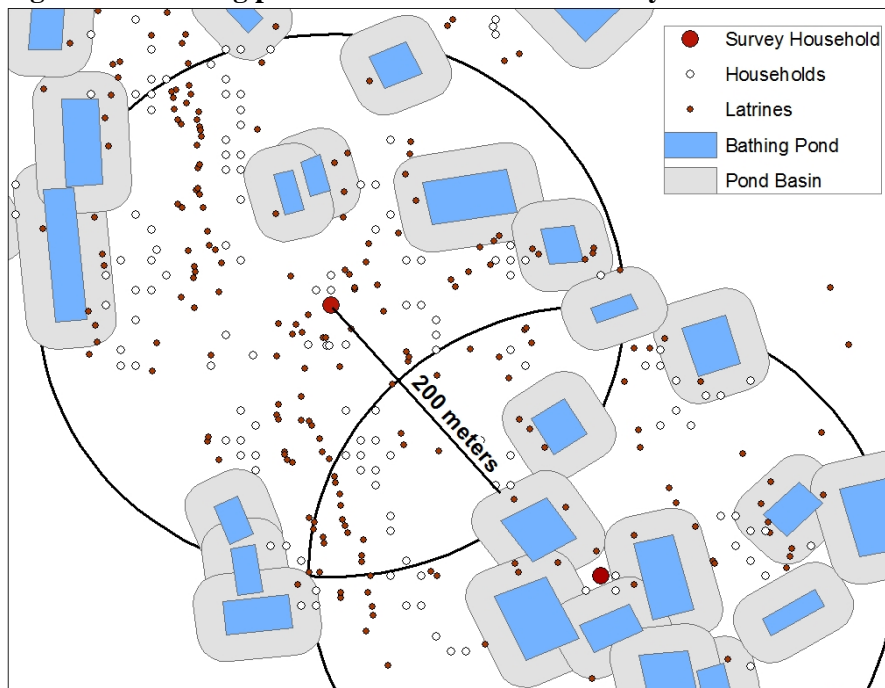 Survey Household
Households
Latrines
Bathing Pond
Pond Basin
200 meters